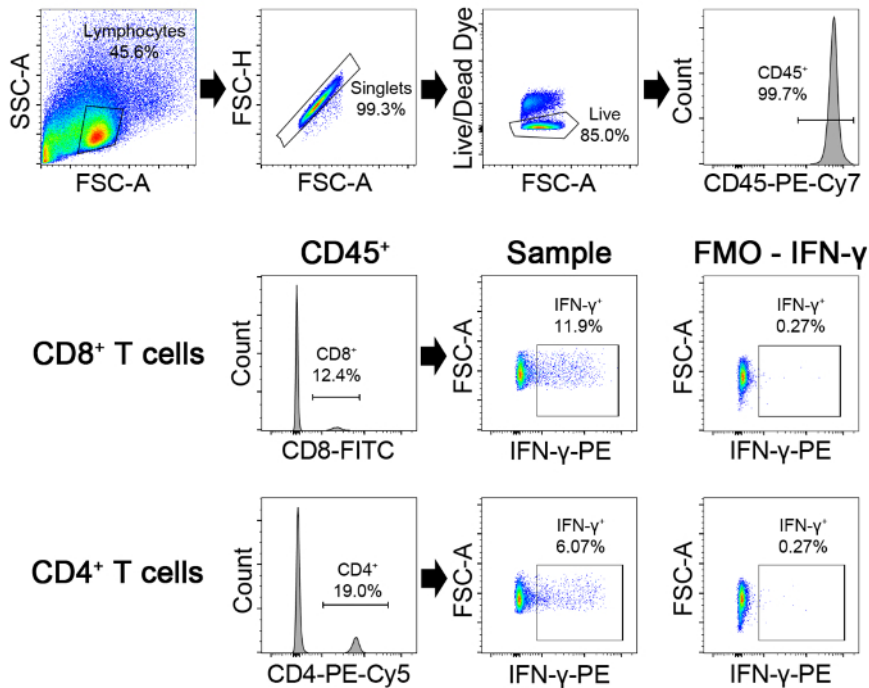 SSC-A
Lymphocytes
45.6%
FSC-A
FSC-H
Singlets
99.3%
FSC-A
Live/Dead Dye
Live
85.0%
FSC-A
Count
CD45⁺
99.7%
CD45-PE-Cy7
CD45⁺
Sample
FMO - IFN-γ
CD8⁺ T cells
Count
CD8⁺
12.4%
CD8-FITC
FSC-A
IFN-γ⁺
11.9%
IFN-γ-PE
FSC-A
IFN-γ⁺
0.27%
IFN-γ-PE
CD4⁺ T cells
Count
CD4⁺
19.0%
CD4-PE-Cy5
FSC-A
IFN-γ⁺
6.07%
IFN-γ-PE
FSC-A
IFN-γ⁺
0.27%
IFN-γ-PE